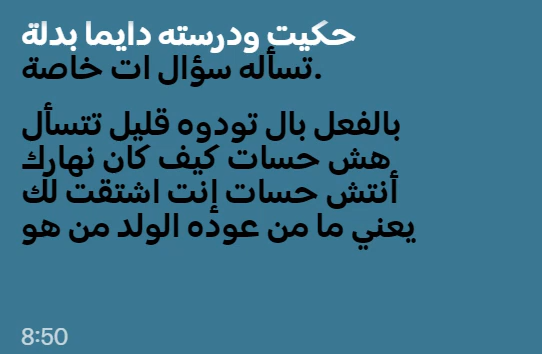 حكيت ودرسته دايما بدلة
تسأله سؤال ات خاصة.
بالفعل بال تودوه قليل تتسأل
هش حسات كيف كان نهارك
أنتش حسات إنت اشتقت لك
يعني ما من عوده الولد من هو
8:50